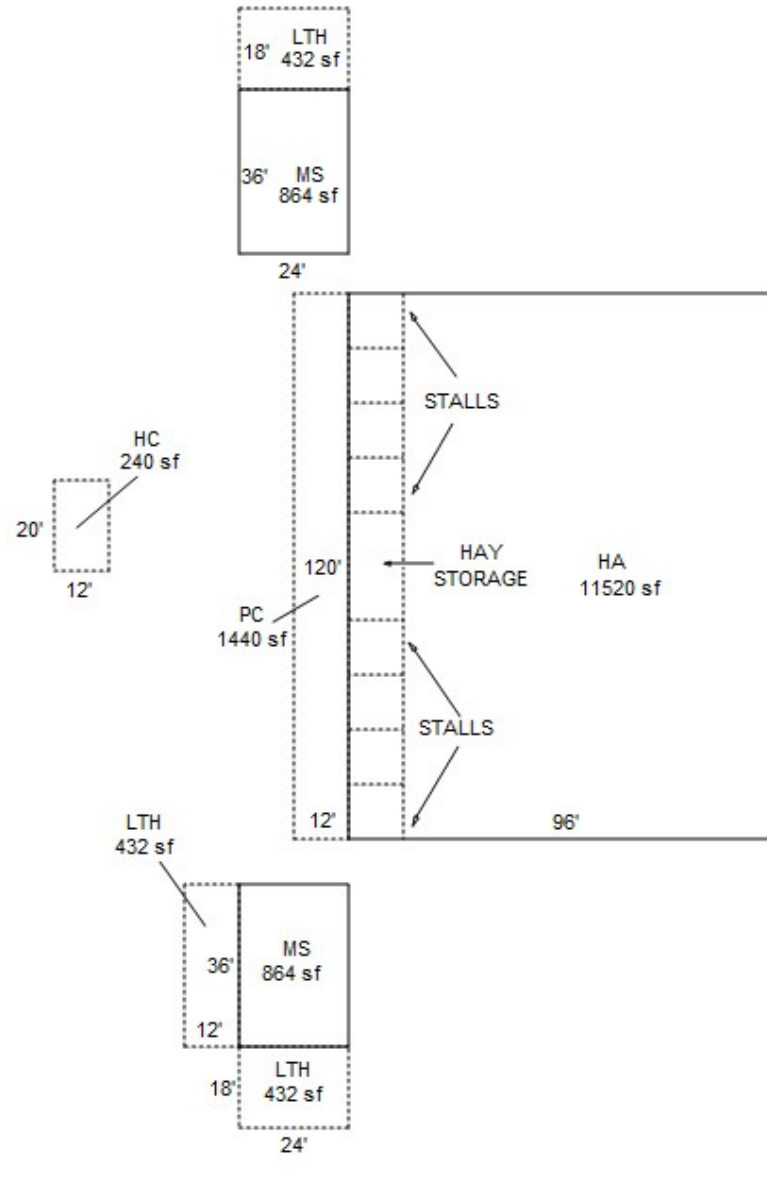 LTH
18' 432 sf
36' MS
864 sf
24'
STALLS
HC
240 sf
20'
12'
HAY
STORAGE
HA
11520 sf
120'
PC
1440 sf
STALLS
12'
96'
LTH
432 sf
MS
36' 864 sf
12'
LTH
18' 432 sf
24'